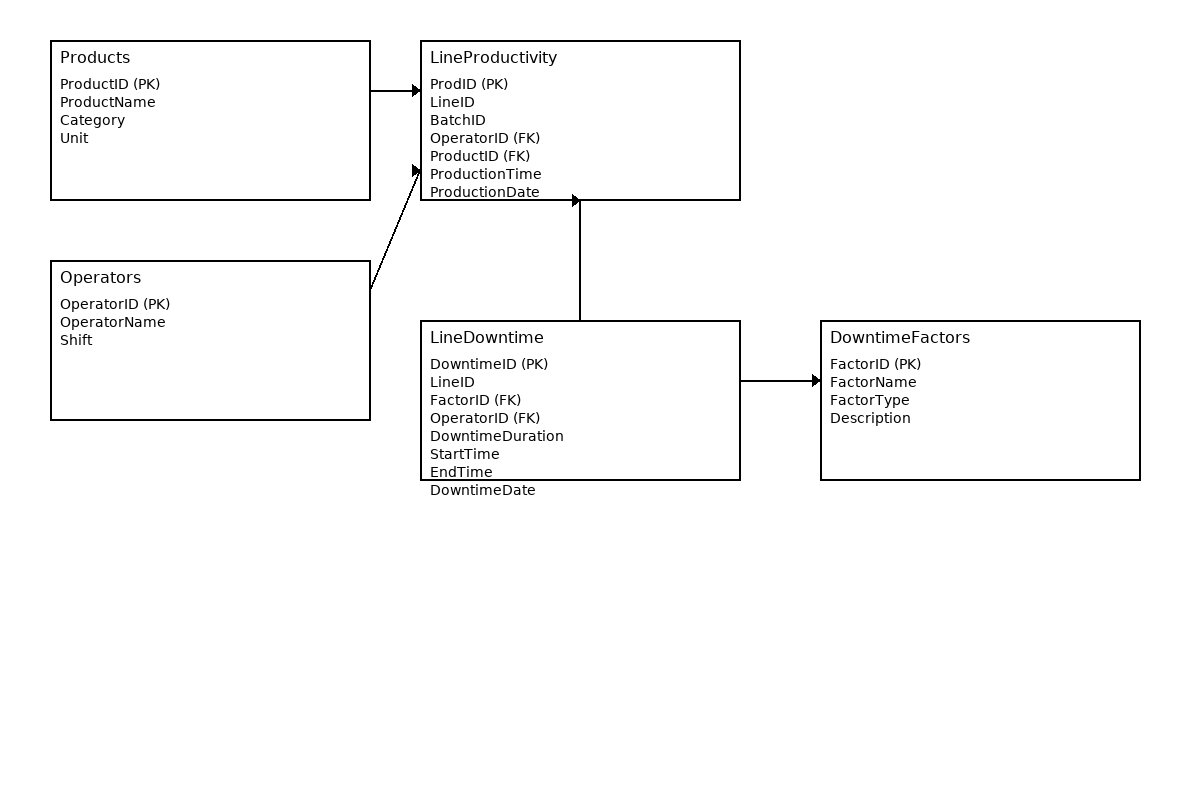 Products
ProductID (PK)
ProductName
Category
Unit
LineProductivity
ProdID (PK)
LineID
BatchID
OperatorID (FK)
ProductID (FK)
ProductionTime
ProductionDate
Operators
OperatorID (PK)
OperatorName
Shift
LineDowntime
DowntimeID (PK)
LineID
FactorID (FK)
OperatorID (FK)
DowntimeDuration
StartTime
EndTime
DowntimeDate
DowntimeFactors
FactorID (PK)
FactorName
FactorType
Description